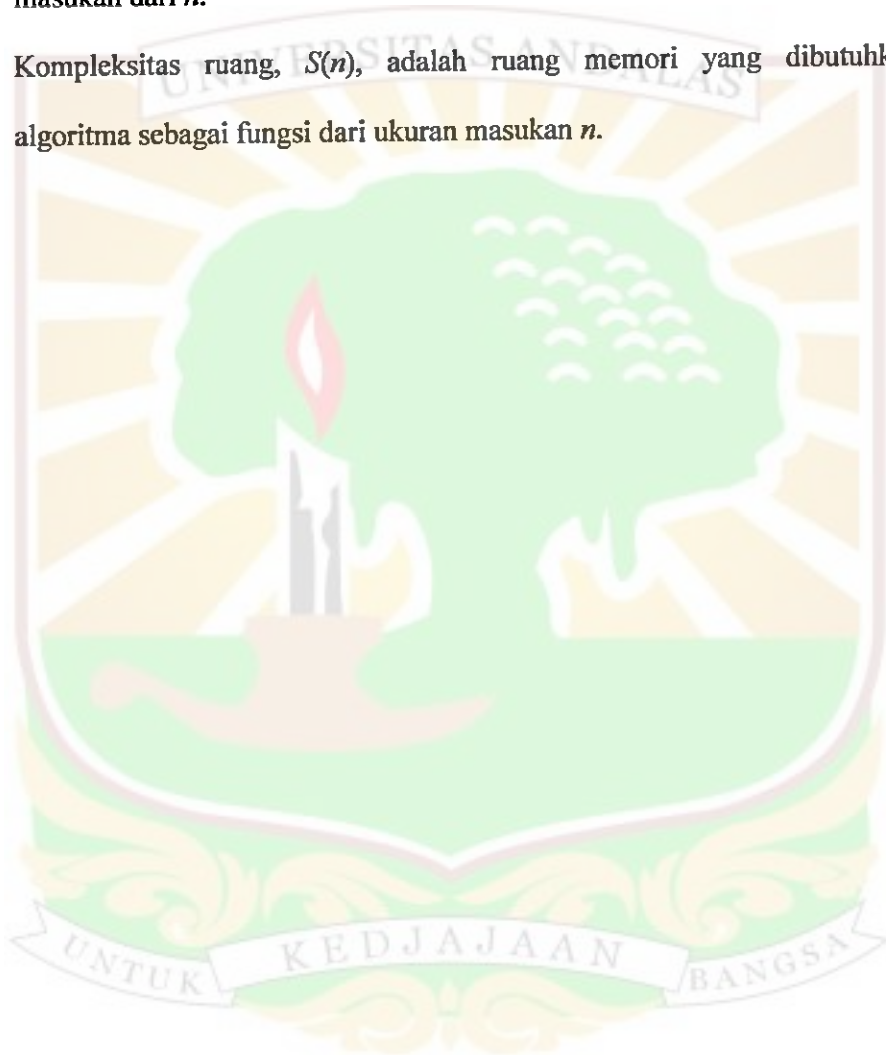 masukan dari n.
UNIVERSITAS ANDALAS
Kompleksitas ruang, S(n), adalah ruang memori yang dibutuhk
algoritma sebagai fungsi dari ukuran masukan n.
UNTUK KEDJAJAAN BANGSA